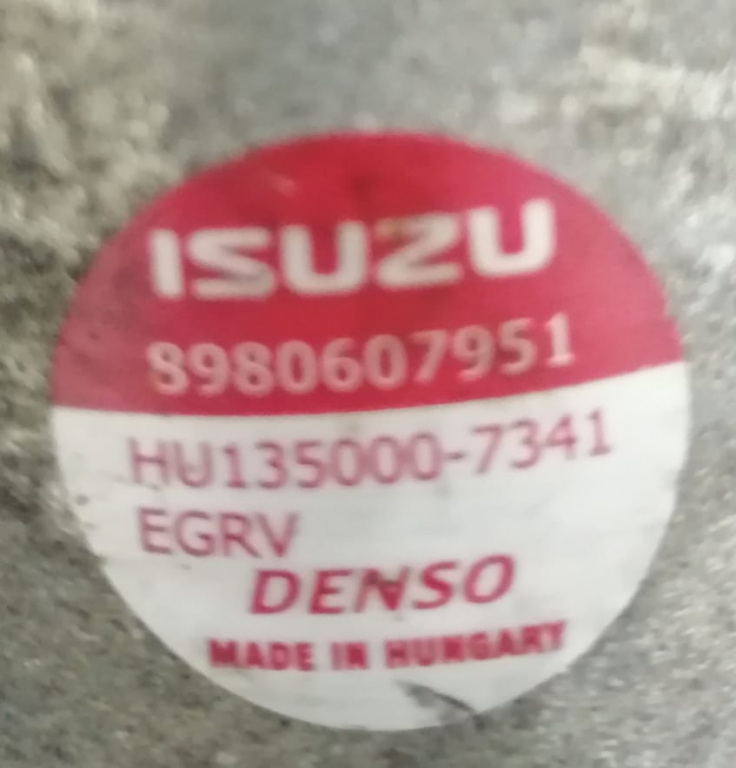 ISUZU
8980607951
HU135000-7341
EGRV
DENSO
MADE IN HUNGARY